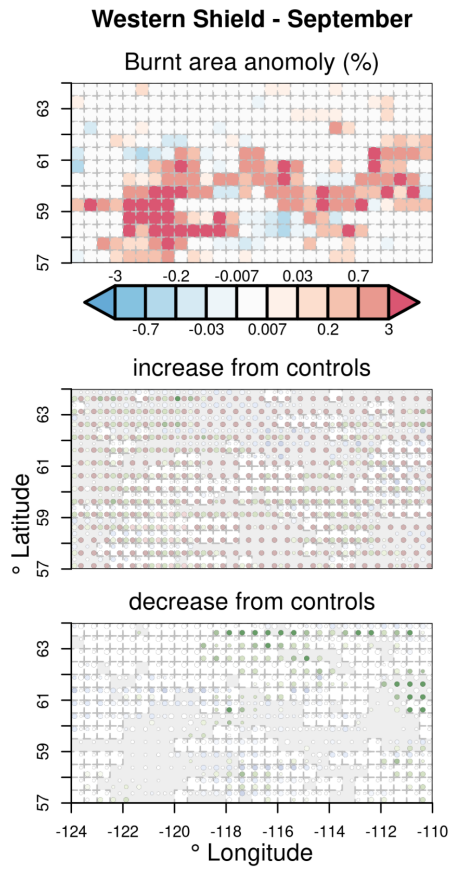 Western Shield - September
Burnt area anomoly (%)
63
61
59
57
-3 -0.2 -0.007 0.03 0.7
-0.7 -0.03 0.007 0.2 3
increase from controls
63
61
59
57
° Latitude
decrease from controls
63
61
59
57
-124 -122 -120 -118 -116 -114 -112 -110
° Longitude